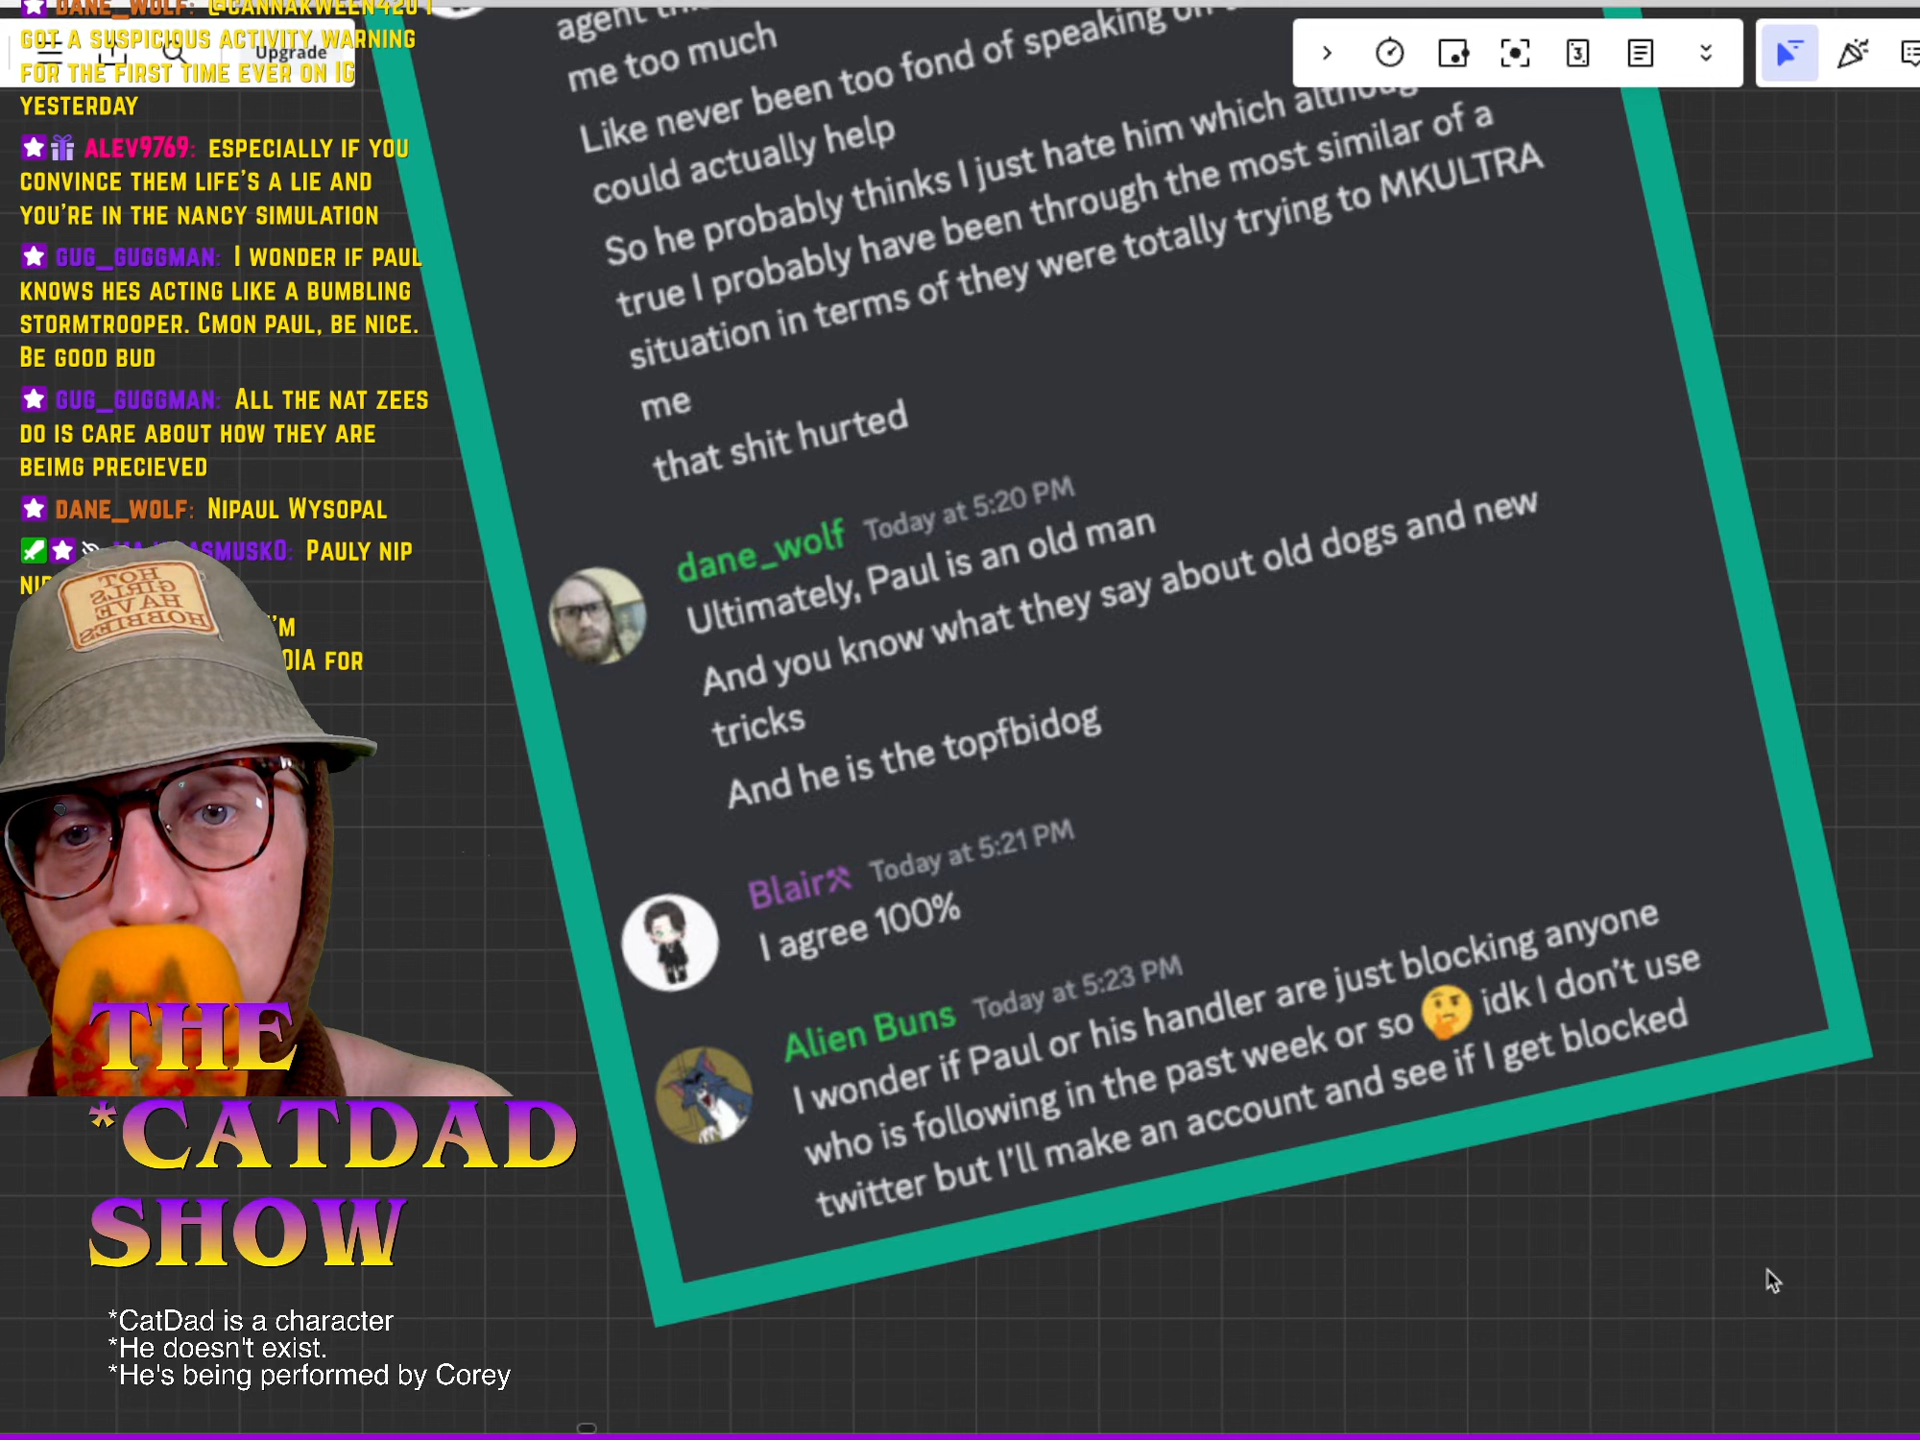 DANE_WOLF: @CANNAKWEEN420 I
GOT A SUSPICIOUS ACTIVITY WARNING
FOR THE FIRST TIME EVER ON IG
YESTERDAY
ALEV9769: ESPECIALLY IF YOU
CONVINCE THEM LIFE'S A LIE AND
YOU'RE IN THE NANCY SIMULATION
GUG_GUGGMAN: I WONDER IF PAUL
KNOWS HES ACTING LIKE A BUMBLING
STORMTROOPER. CMON PAUL, BE NICE.
BE GOOD BUD
GUG_GUGGMAN: ALL THE NAT ZEES
DO IS CARE ABOUT HOW THEY ARE
BEIMG PRECIEVED
DANE_WOLF: NIPAUL WYSOPAL
PAULY NIP
'M
FOR
Upgrade
HOT
GIRLS
HAVE
HOBBIES
THE
*CATDAD
SHOW
*CatDad is a character
*He doesn't exist.
*He's being performed by Corey
me too much
Like never been too fond of speaking on
could actually help
So he probably thinks I just hate him which although
true I probably have been through the most similar of a
situation in terms of they were totally trying to MKULTRA
me
that shit hurted
dane_wolf Today at 5:20 PM
Ultimately, Paul is an old man
And you know what they say about old dogs and new
tricks
And he is the topfbidog
Blair Today at 5:21 PM
I agree 100%
Alien Buns Today at 5:23 PM
I wonder if Paul or his handler are just blocking anyone
who is following in the past week or so 🤔 idk I don't use
twitter but I'll make an account and see if I get blocked